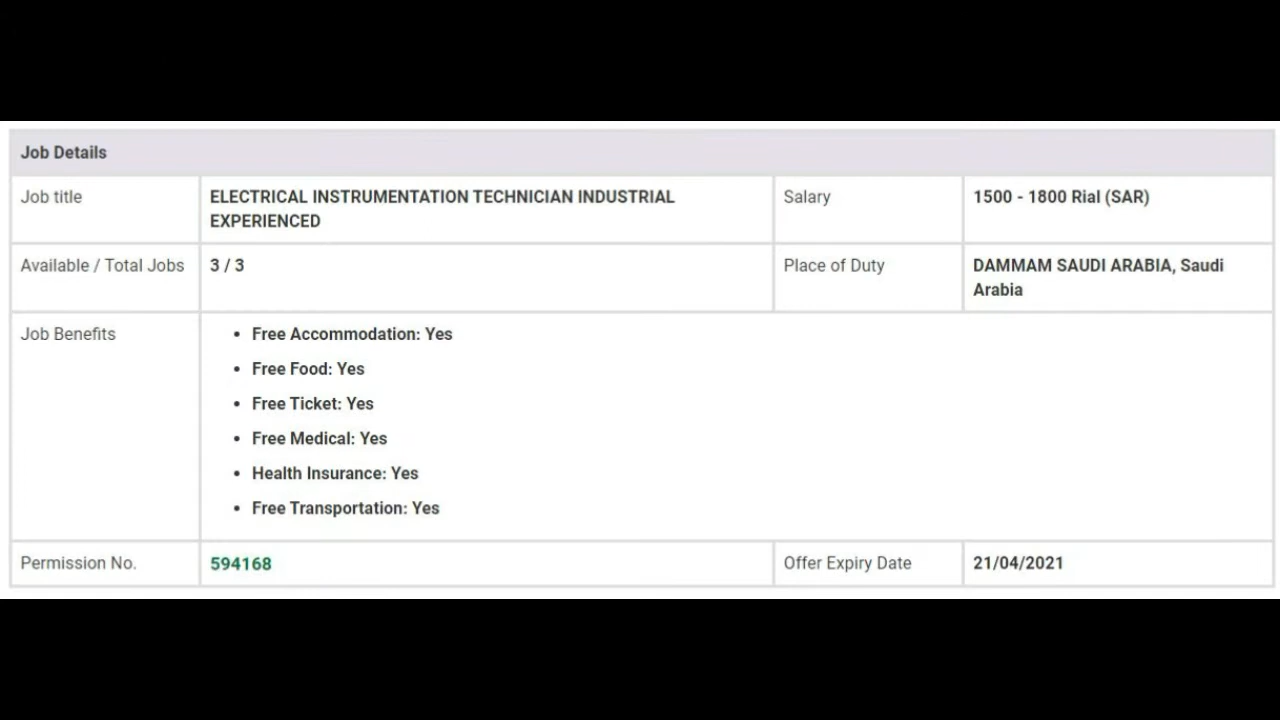 Job Details
Job title
ELECTRICAL INSTRUMENTATION TECHNICIAN INDUSTRIAL
EXPERIENCED
Salary
1500 - 1800 Rial (SAR)
Available / Total Jobs
3 / 3
Place of Duty
DAMMAM SAUDI ARABIA, Saudi
Arabia
Job Benefits
• Free Accommodation: Yes
• Free Food: Yes
• Free Ticket: Yes
• Free Medical: Yes
• Health Insurance: Yes
• Free Transportation: Yes
Permission No.
594168
Offer Expiry Date
21/04/2021